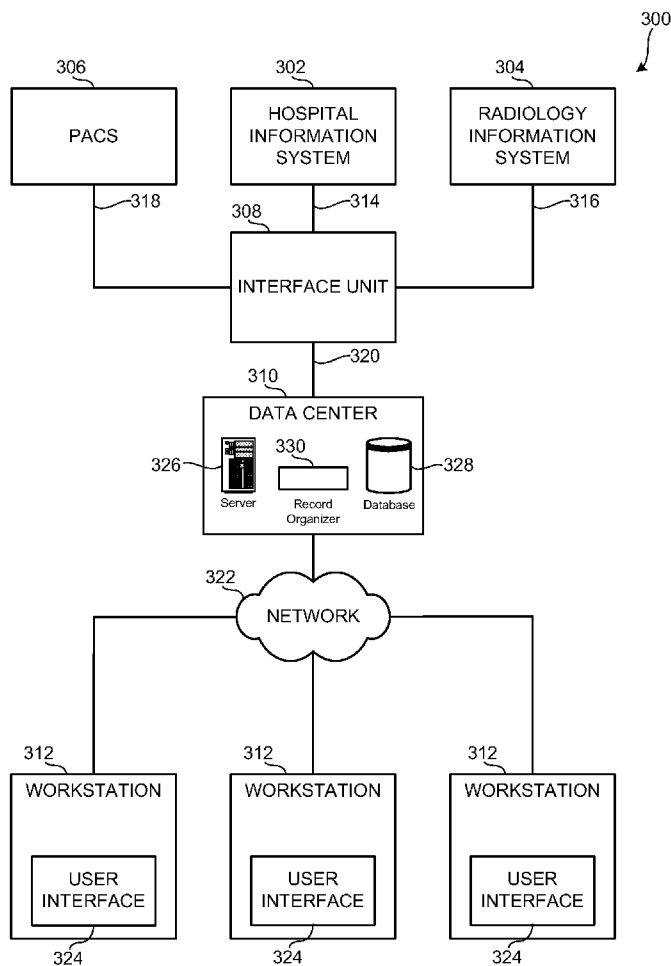 300
306
302
304
PACS
HOSPITAL
INFORMATION
SYSTEM
RADIOLOGY
INFORMATION
SYSTEM
318
314
316
308
INTERFACE UNIT
320
310
DATA CENTER
326
330
328
Server
Record
Organizer
Database
322
NETWORK
312
312
312
WORKSTATION
WORKSTATION
WORKSTATION
USER
INTERFACE
USER
INTERFACE
USER
INTERFACE
324
324
324